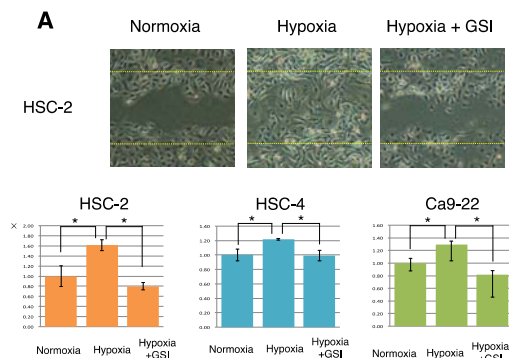 A
Normoxia Hypoxia Hypoxia + GSI
HSC-2
HSC-2
×
2.00
1.80
1.60
1.40
1.20
1.00
0.80
0.60
0.40
0.20
0.00
* *
Normoxia Hypoxia Hypoxia
+GSI
HSC-4
1.40
1.20
1.00
0.80
0.60
0.40
0.20
0.00
* *
Normoxia Hypoxia Hypoxia
+GSI
Ca9-22
1.60
1.40
1.20
1.00
0.80
0.60
0.40
0.20
0.00
* *
Normoxia Hypoxia Hypoxia
+GSI